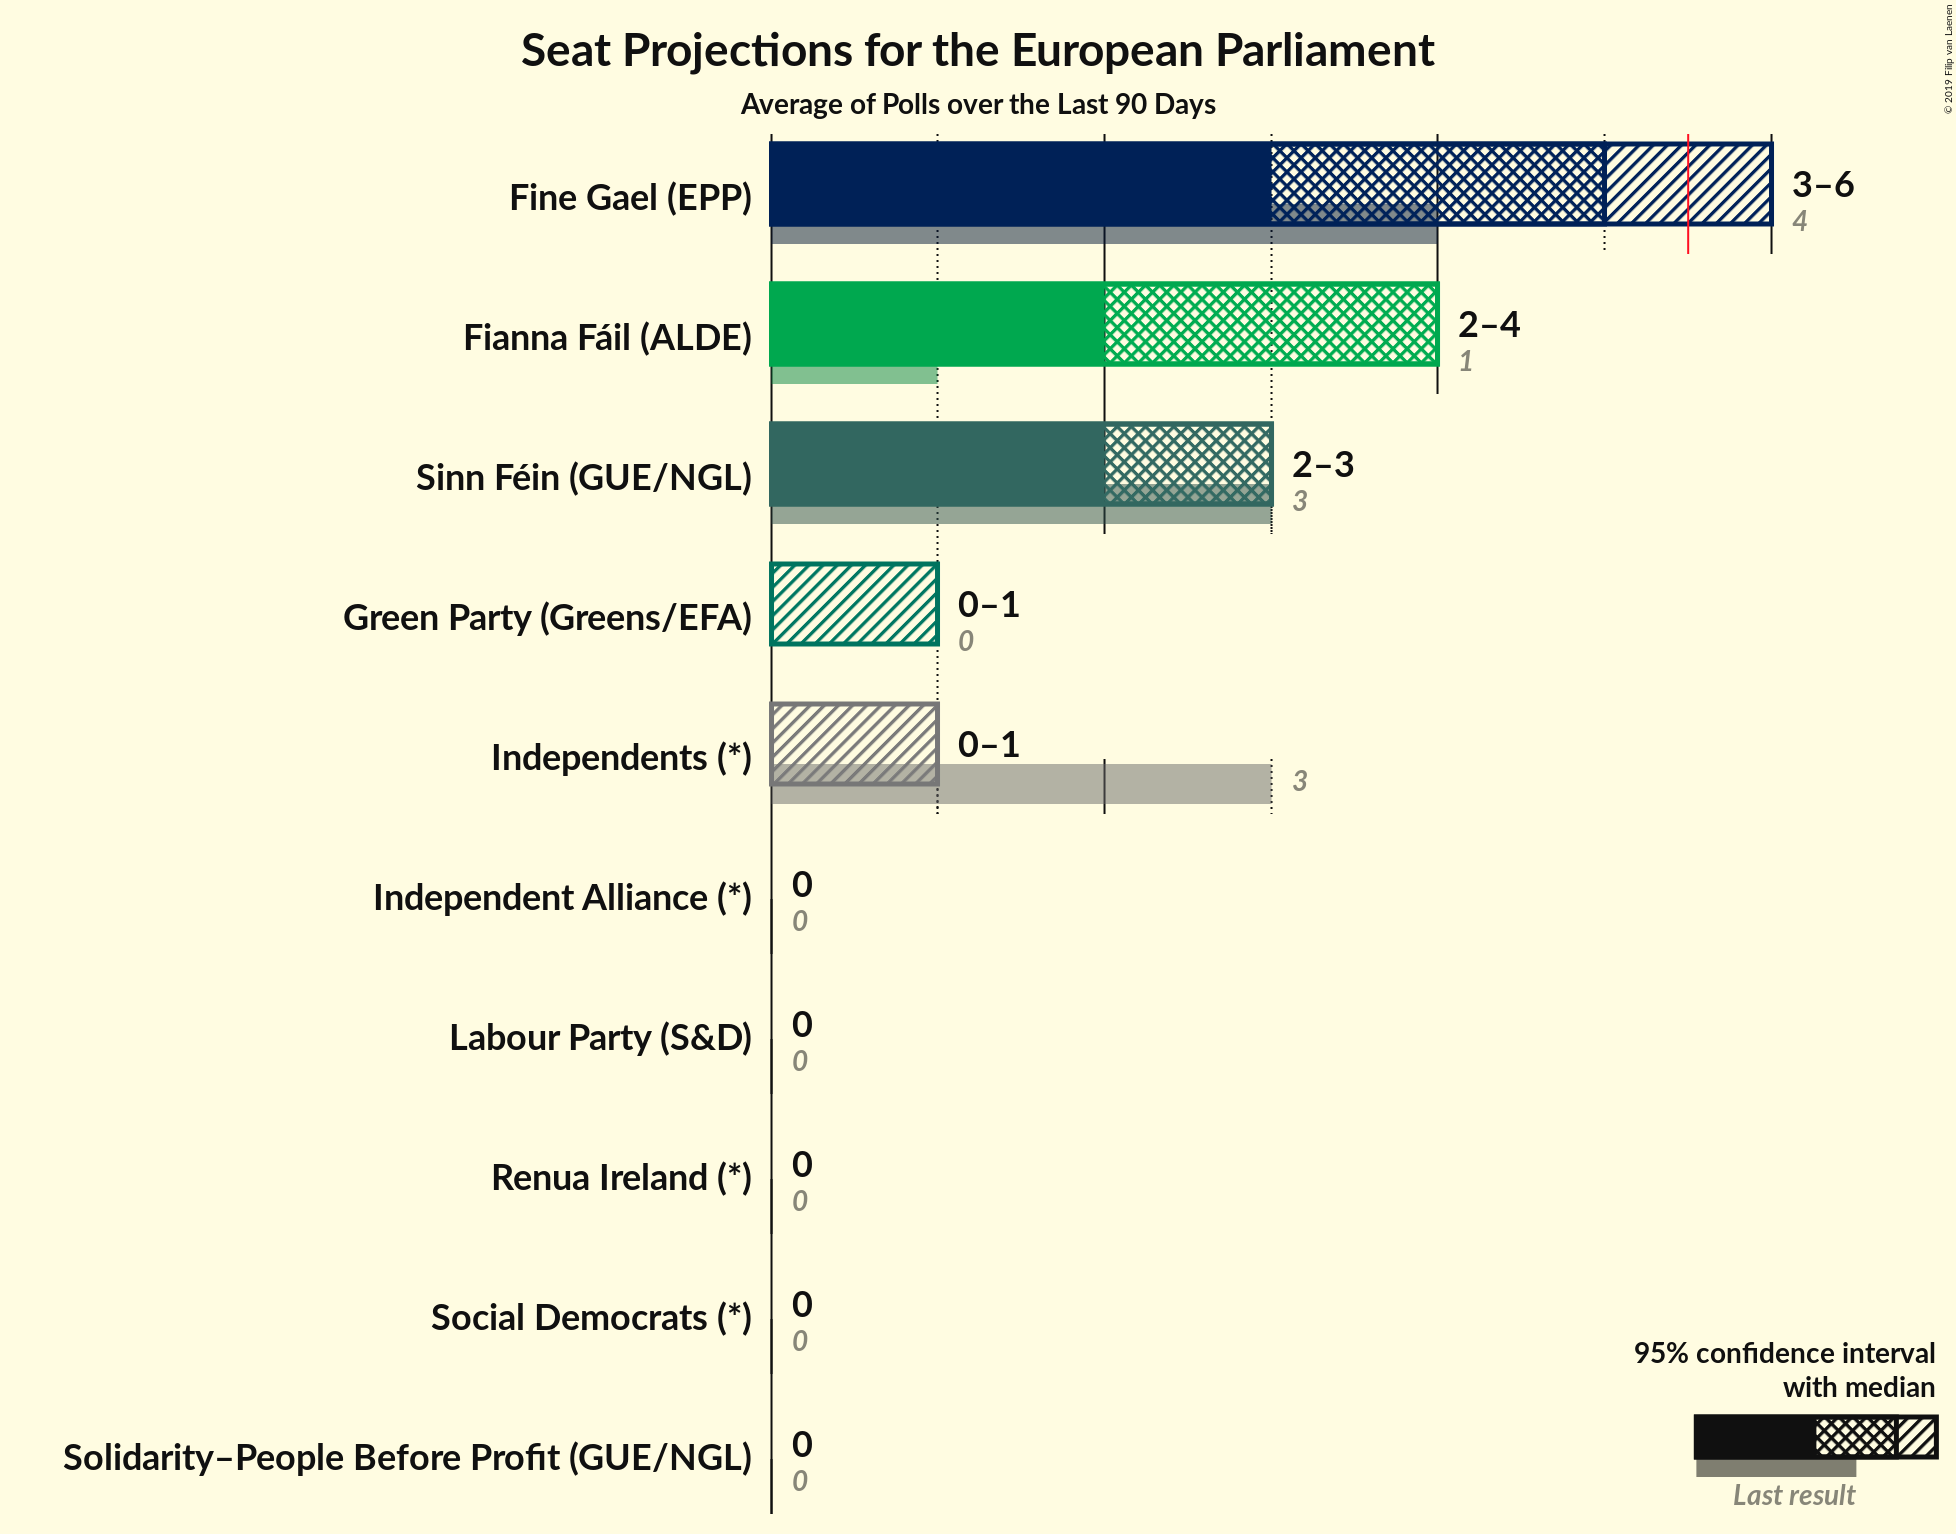 Seat Projections for the European Parliament
Average of Polls over the Last 90 Days
© 2019 Filip van Laenen
Fine Gael (EPP)
3–6
4
Fianna Fáil (ALDE)
2–4
1
Sinn Féin (GUE/NGL)
2–3
3
Green Party (Greens/EFA)
0–1
0
Independents (*)
0–1
3
Independent Alliance (*)
0
0
Labour Party (S&D)
0
0
Renua Ireland (*)
0
0
Social Democrats (*)
0
0
Solidarity–People Before Profit (GUE/NGL)
0
0
95% confidence interval
with median
Last result